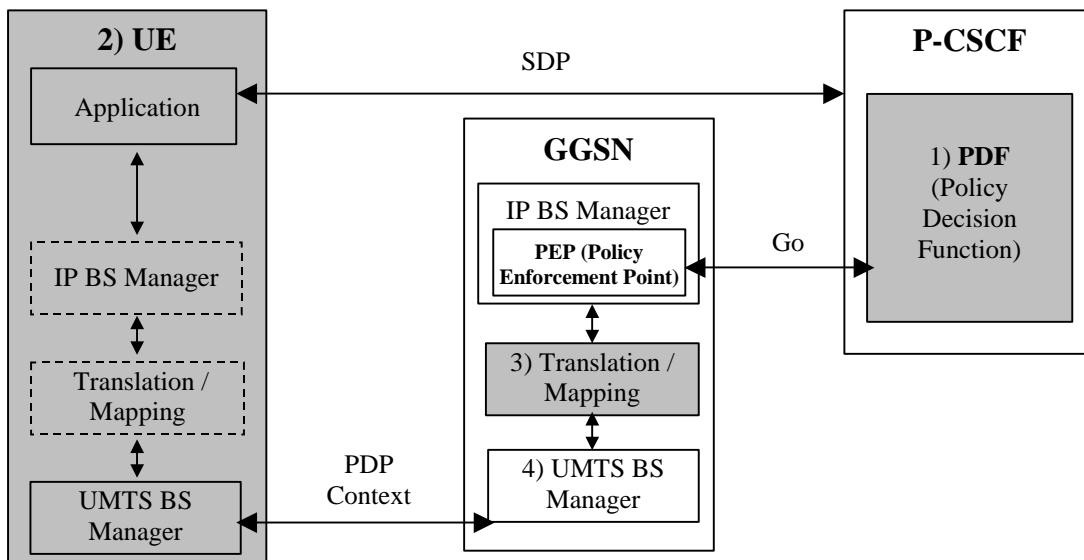 2) UE
Application
IP BS Manager
Translation /
Mapping
UMTS BS
Manager
SDP
PDP
Context
GGSN
IP BS Manager
PEP (Policy
Enforcement Point)
3) Translation /
Mapping
4) UMTS BS
Manager
Go
P-CSCF
1) PDF
(Policy
Decision
Function)